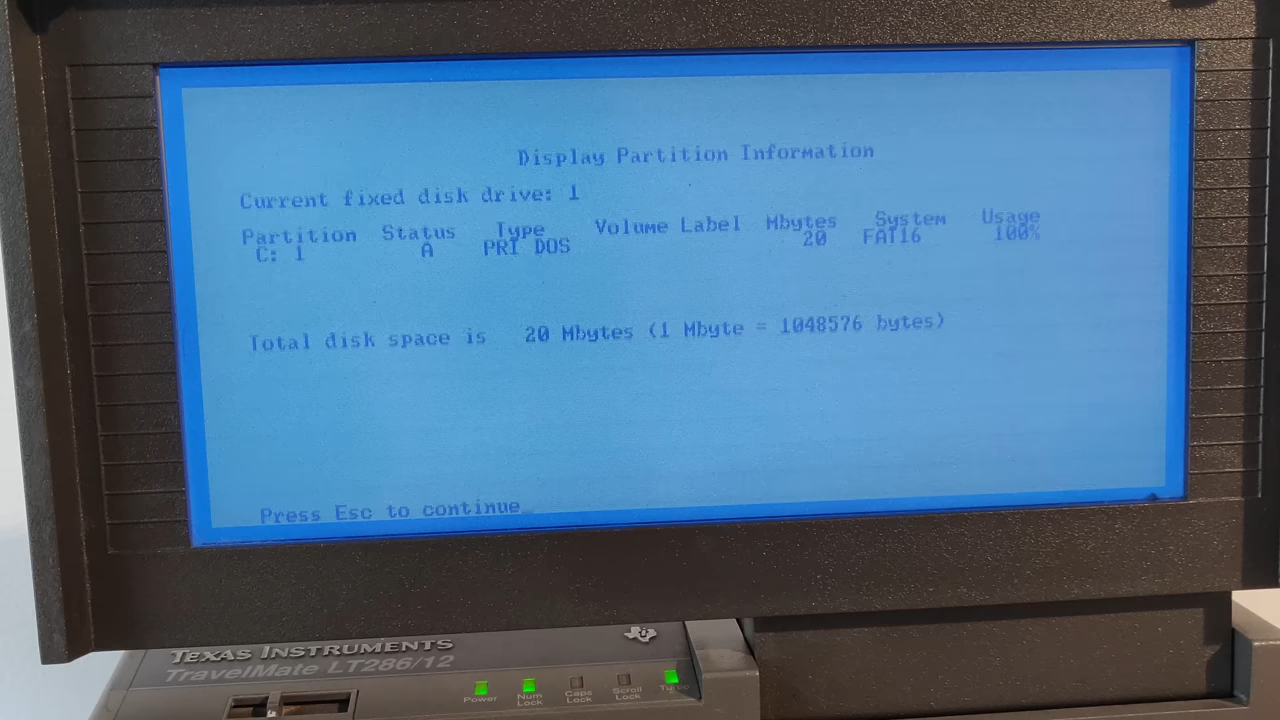 Display Partition Information
Current fixed disk drive: 1
Partition Status Type Volume Label Mbytes System Usage
C: 1 A PRI DOS 20 FAT16 100%
Total disk space is 20 Mbytes (1 Mbyte = 1048576 bytes)
Press Esc to continue_
TEXAS INSTRUMENTS
TravelMate LT286/12
Power Num Lock Caps Lock Scroll Lock Turbo